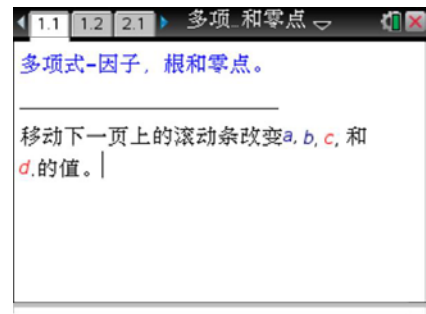 1.1 1.2 2.1 多项_和零点
多项式-因子，根和零点。
移动下一页上的滚动条改变a, b, c, 和
d.的值。